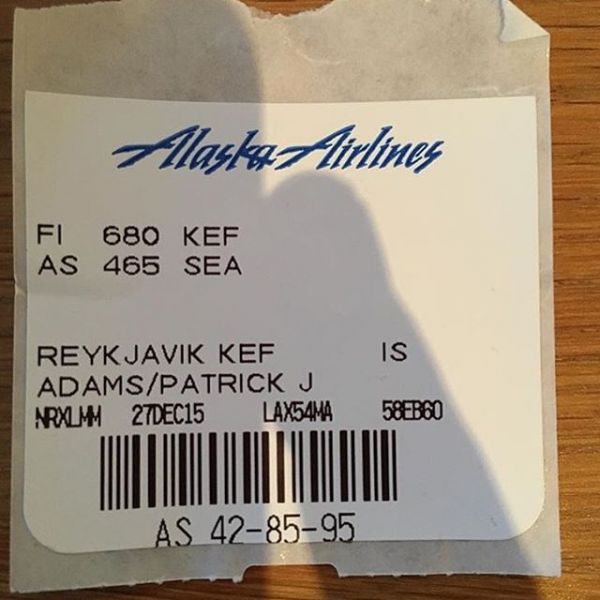 Alaska Airlines
FI 680 KEF
AS 465 SEA
REYKJAVIK KEF IS
ADAMS/PATRICK J
NRXLMM 27DEC15 LAX54MA 58EB60
AS 42-85-95